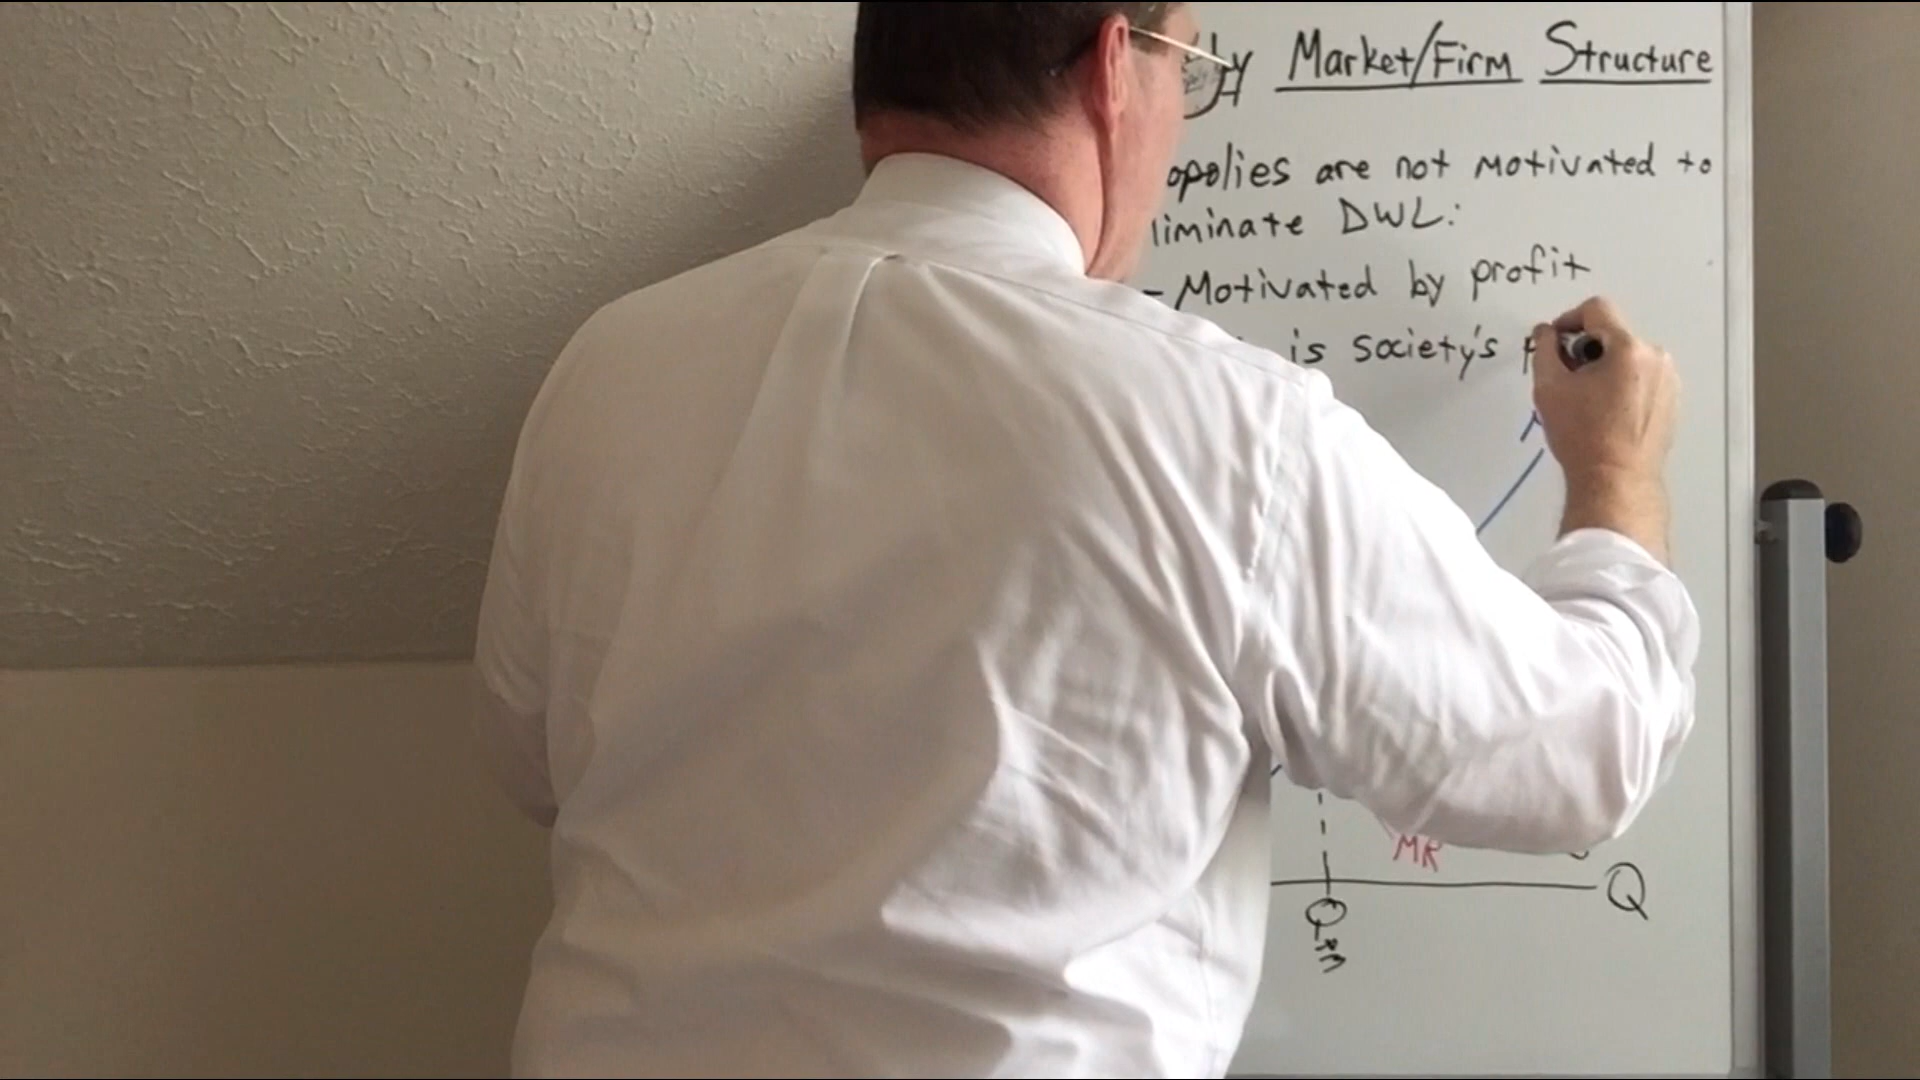 Market/Firm Structure
opolies are not motivated to
liminate DWL:
- Motivated by profit
is society's
MR
Q
Q*m